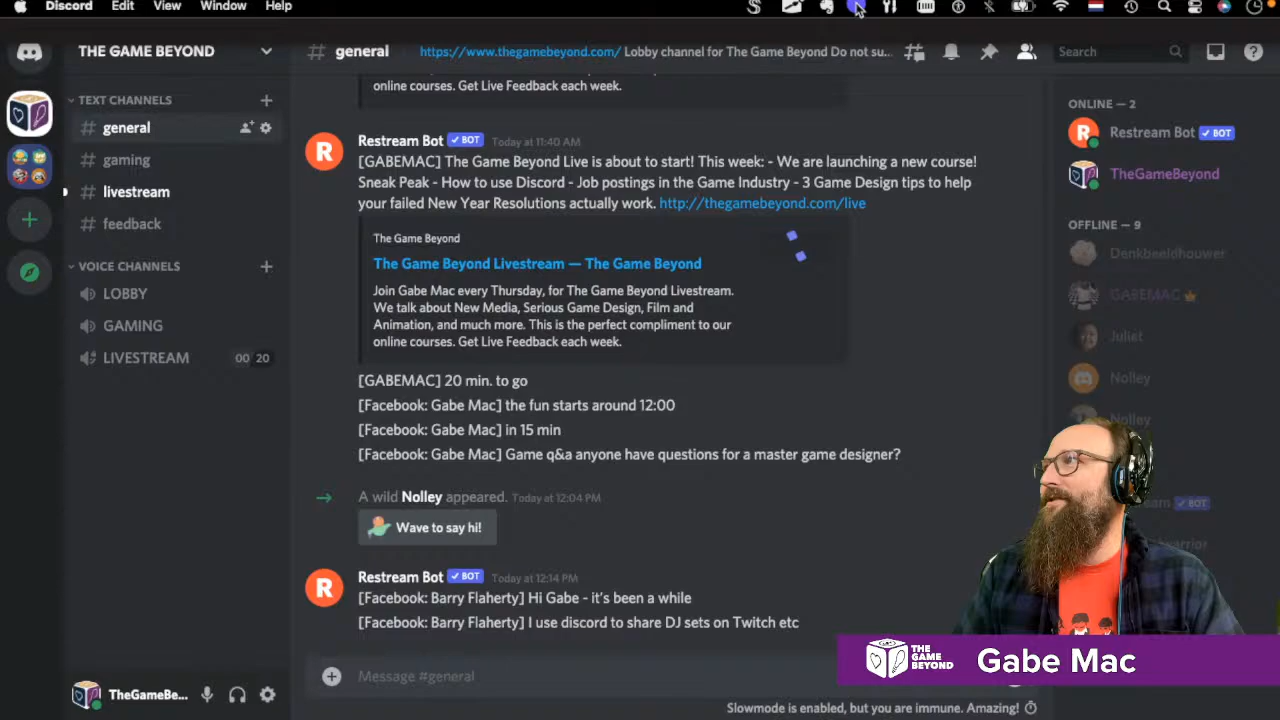 Discord Edit View Window Help
THE GAME BEYOND
general
https://www.thegamebeyond.com/ Lobby channel for The Game Beyond Do not su...
Search
TEXT CHANNELS
general
gaming
livestream
feedback
VOICE CHANNELS
LOBBY
GAMING
LIVESTREAM 00 20
online courses. Get Live Feedback each week.
Restream Bot BOT Today at 11:40 AM
[GABEMAC] The Game Beyond Live is about to start! This week: - We are launching a new course!
Sneak Peak - How to use Discord - Job postings in the Game Industry - 3 Game Design tips to help
your failed New Year Resolutions actually work. http://thegamebeyond.com/live
The Game Beyond
The Game Beyond Livestream — The Game Beyond
Join Gabe Mac every Thursday, for The Game Beyond Livestream.
We talk about New Media, Serious Game Design, Film and
Animation, and much more. This is the perfect compliment to our
online courses. Get Live Feedback each week.
[GABEMAC] 20 min. to go
[Facebook: Gabe Mac] the fun starts around 12:00
[Facebook: Gabe Mac] in 15 min
[Facebook: Gabe Mac] Game q&a anyone have questions for a master game designer?
A wild Nolley appeared. Today at 12:04 PM
Wave to say hi!
Restream Bot BOT Today at 12:14 PM
[Facebook: Barry Flaherty] Hi Gabe - it's been a while
[Facebook: Barry Flaherty] I use discord to share DJ sets on Twitch etc
Message #general
Slowmode is enabled, but you are immune. Amazing!
TheGameBe...
ONLINE — 2
Restream Bot BOT
TheGameBeyond
OFFLINE — 9
Denkbeeldhouwer
GABEMAC
Juliet
Nolley
Nolley
BOT
THE GAME BEYOND
Gabe Mac